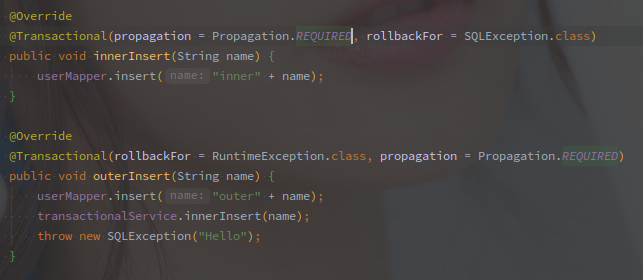 @Override
@Transactional(propagation = Propagation.REQUIRED, rollbackFor = SQLException.class)
public void innerInsert(String name) {
userMapper.insert( name: "inner" + name);
}
@Override
@Transactional(rollbackFor = RuntimeException.class, propagation = Propagation.REQUIRED)
public void outerInsert(String name) {
userMapper.insert( name: "outer" + name);
transactionalService.innerInsert(name);
throw new SQLException("Hello");
}